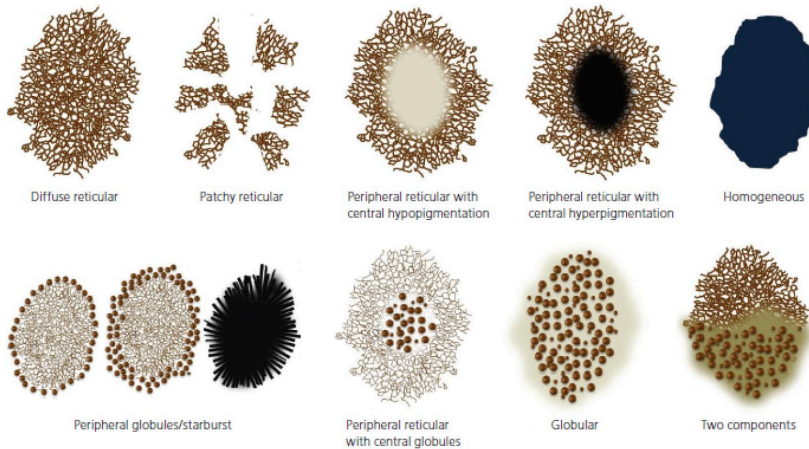 Diffuse reticular
Patchy reticular
Peripheral reticular with
central hypopigmentation
Peripheral reticular with
central hyperpigmentation
Homogeneous
Peripheral globules/starburst
Peripheral reticular
with central globules
Globular
Two components